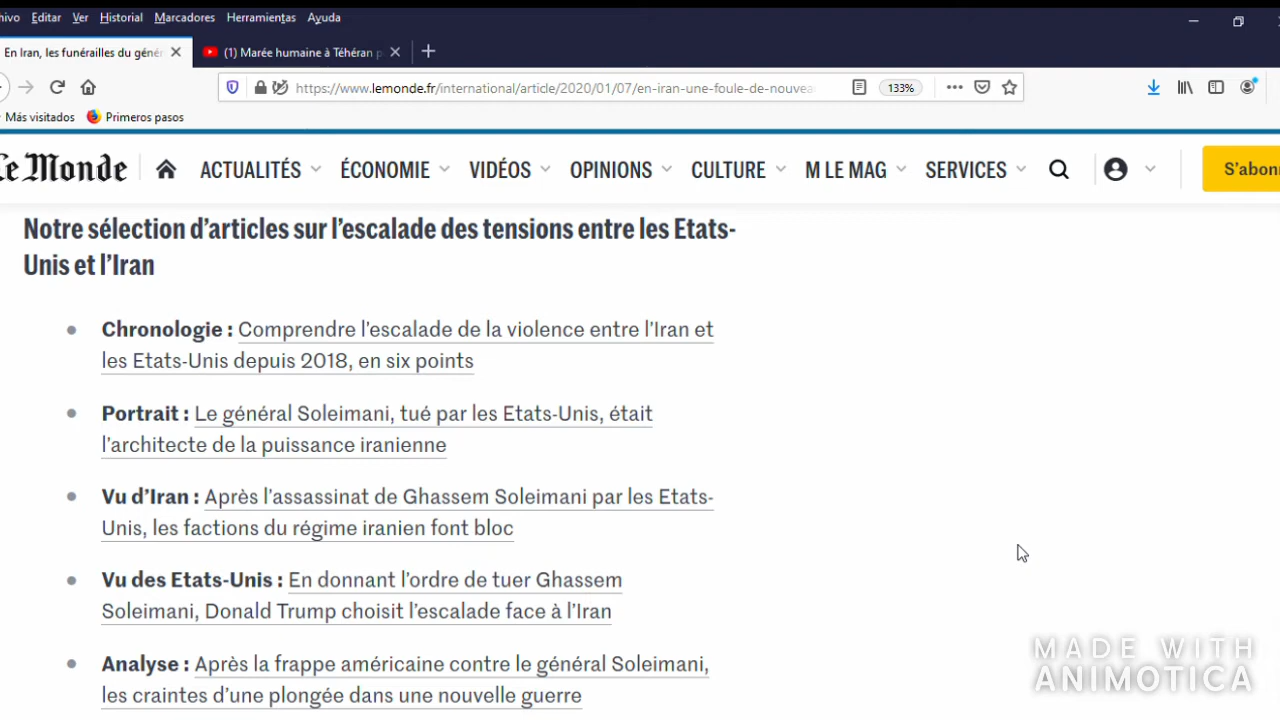 hivo Editar Ver Historial Marcadores Herramientas Ayuda
En Iran, les funérailles du génér (1) Marée humaine à Téhéran p
https://www.lemonde.fr/international/article/2020/01/07/en-iran-une-foule-de-nouvea 133%
Más visitados Primeros pasos
Le Monde ACTUALITÉS ÉCONOMIE VIDÉOS OPINIONS CULTURE M LE MAG SERVICES S'abon
Notre sélection d'articles sur l'escalade des tensions entre les Etats-
Unis et l'Iran
Chronologie : Comprendre l'escalade de la violence entre l'Iran et
les Etats-Unis depuis 2018, en six points
Portrait : Le général Soleimani, tué par les Etats-Unis, était
l'architecte de la puissance iranienne
Vu d'Iran : Après l'assassinat de Ghassem Soleimani par les Etats-
Unis, les factions du régime iranien font bloc
Vu des Etats-Unis : En donnant l'ordre de tuer Ghassem
Soleimani, Donald Trump choisit l'escalade face à l'Iran
Analyse : Après la frappe américaine contre le général Soleimani,
les craintes d'une plongée dans une nouvelle guerre
MADE WITH
ANIMOTICA